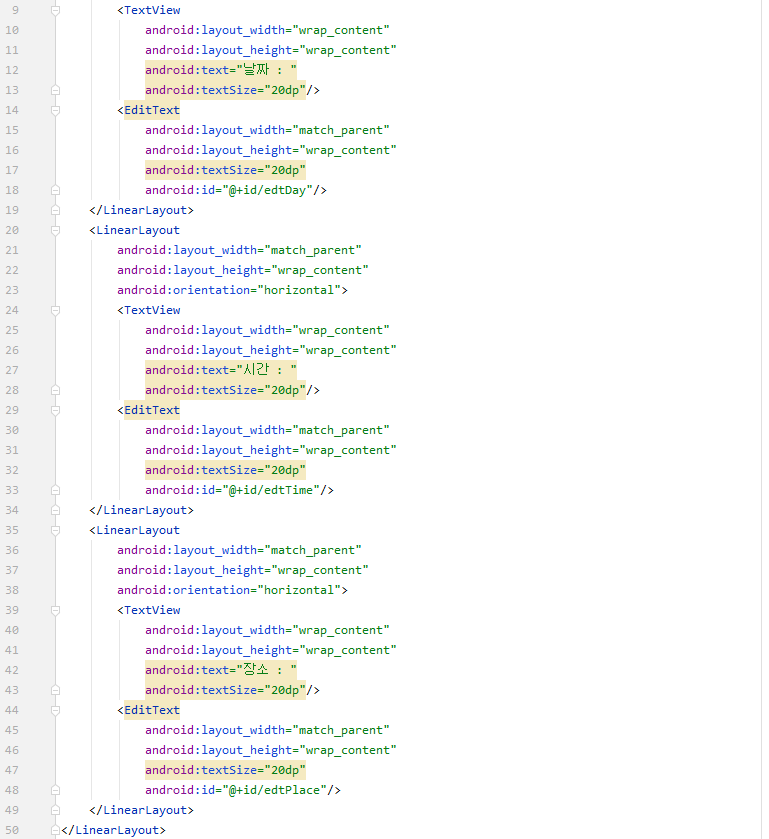 9 <TextView
10 android:layout_width="wrap_content"
11 android:layout_height="wrap_content"
12 android:text="날짜 : "
13 android:textSize="20dp"/>
14 <EditText
15 android:layout_width="match_parent"
16 android:layout_height="wrap_content"
17 android:textSize="20dp"
18 android:id="@+id/edtDay"/>
19 </LinearLayout>
20 <LinearLayout
21 android:layout_width="match_parent"
22 android:layout_height="wrap_content"
23 android:orientation="horizontal">
24 <TextView
25 android:layout_width="wrap_content"
26 android:layout_height="wrap_content"
27 android:text="시간 : "
28 android:textSize="20dp"/>
29 <EditText
30 android:layout_width="match_parent"
31 android:layout_height="wrap_content"
32 android:textSize="20dp"
33 android:id="@+id/edtTime"/>
34 </LinearLayout>
35 <LinearLayout
36 android:layout_width="match_parent"
37 android:layout_height="wrap_content"
38 android:orientation="horizontal">
39 <TextView
40 android:layout_width="wrap_content"
41 android:layout_height="wrap_content"
42 android:text="장소 : "
43 android:textSize="20dp"/>
44 <EditText
45 android:layout_width="match_parent"
46 android:layout_height="wrap_content"
47 android:textSize="20dp"
48 android:id="@+id/edtPlace"/>
49 </LinearLayout>
50 </LinearLayout>